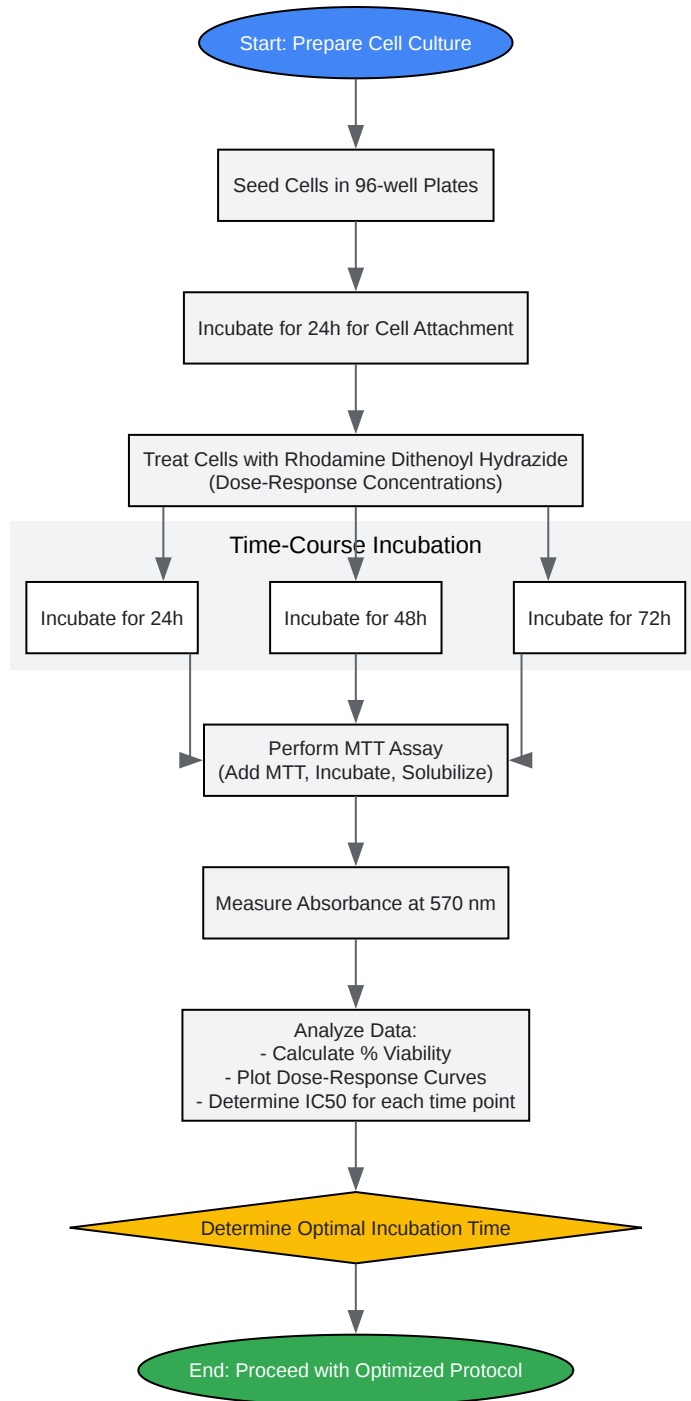 Start: Prepare Cell Culture
Seed Cells in 96-well Plates
Incubate for 24h for Cell Attachment
Treat Cells with Rhodamine Dithenoyl Hydrazide
(Dose-Response Concentrations)
Time-Course Incubation
Incubate for 24h
Incubate for 48h
Incubate for 72h
Perform MTT Assay
(Add MTT, Incubate, Solubilize)
Measure Absorbance at 570 nm
Analyze Data:
- Calculate % Viability
- Plot Dose-Response Curves
- Determine IC50 for each time point
Determine Optimal Incubation Time
End: Proceed with Optimized Protocol